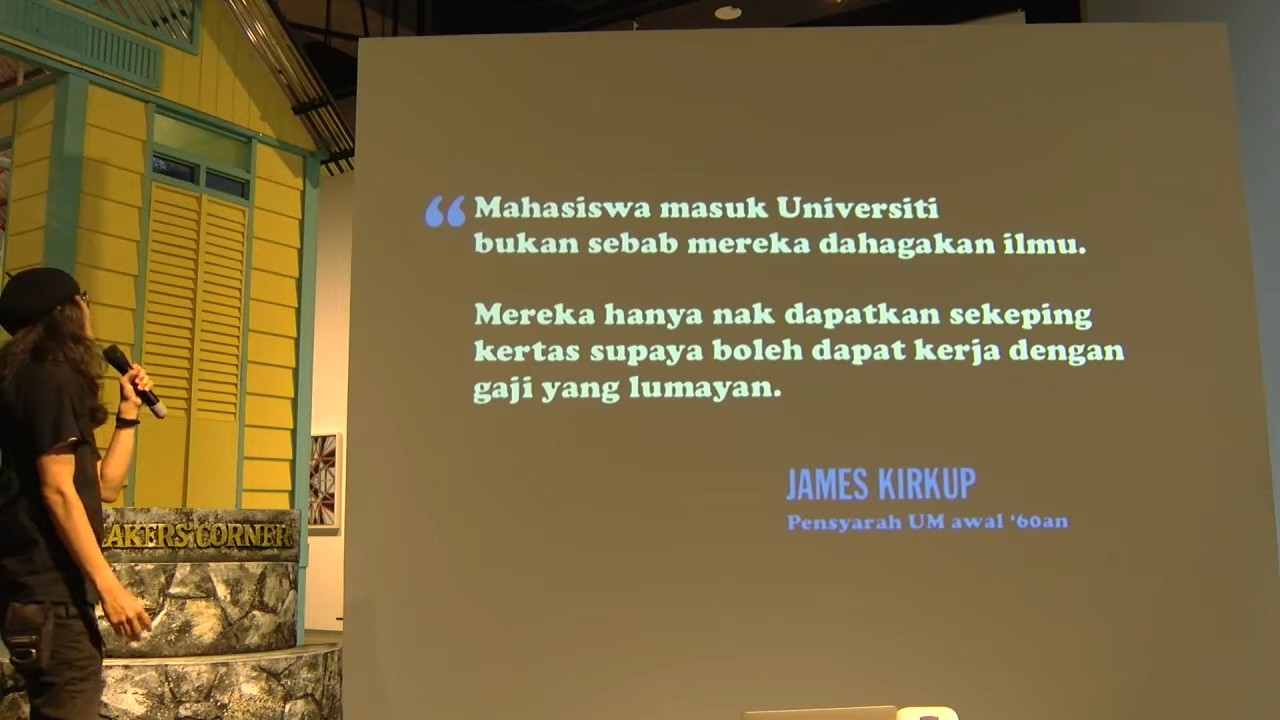 “ Mahasiswa masuk Universiti
bukan sebab mereka dahagakan ilmu.
Mereka hanya nak dapatkan sekeping
kertas supaya boleh dapat kerja dengan
gaji yang lumayan.
JAMES KIRKUP
Pensyarah UM awal ‘60an
AKERS' CORNER